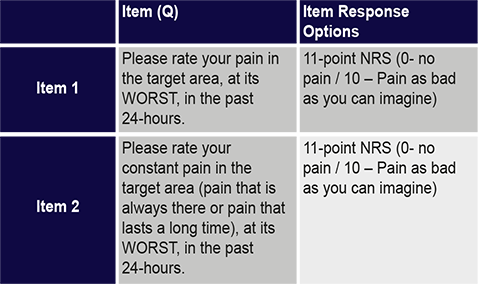 Item (Q)
Item Response
Options
Item 1
Please rate your pain in
the target area, at its
WORST, in the past
24-hours.
11-point NRS (0- no
pain / 10 – Pain as bad
as you can imagine)
Item 2
Please rate your
constant pain in the
target area (pain that is
always there or pain that
lasts a long time), at its
WORST, in the past
24-hours.
11-point NRS (0- no
pain / 10 – Pain as bad
as you can imagine)